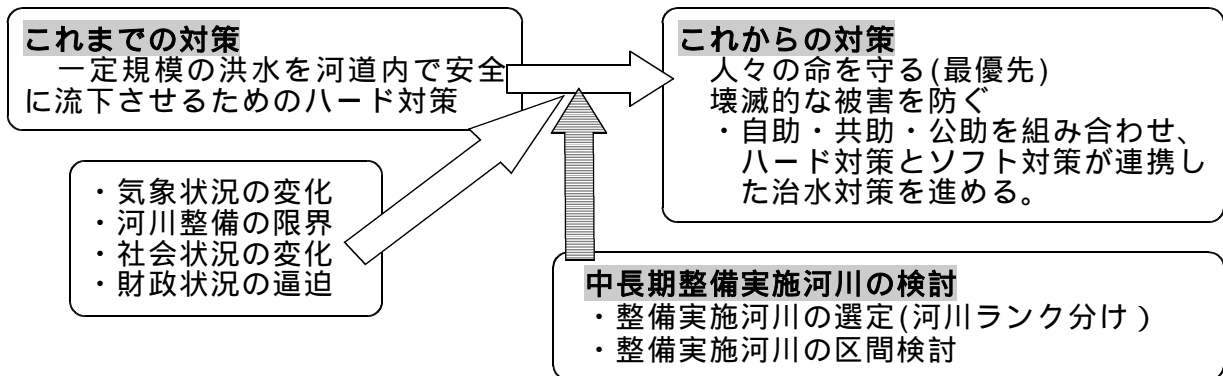 これまでの対策
一定規模の洪水を河道内で安全
に流下させるためのハード対策
これからの対策
人々の命を守る(最優先)
壊滅的な被害を防ぐ
・自助・共助・公助を組み合わせ、
ハード対策とソフト対策が連携し
た治水対策を進める。
・気象状況の変化
・河川整備の限界
・社会状況の変化
・財政状況の逼迫
中長期整備実施河川の検討
・整備実施河川の選定(河川ランク分け)
・整備実施河川の区間検討